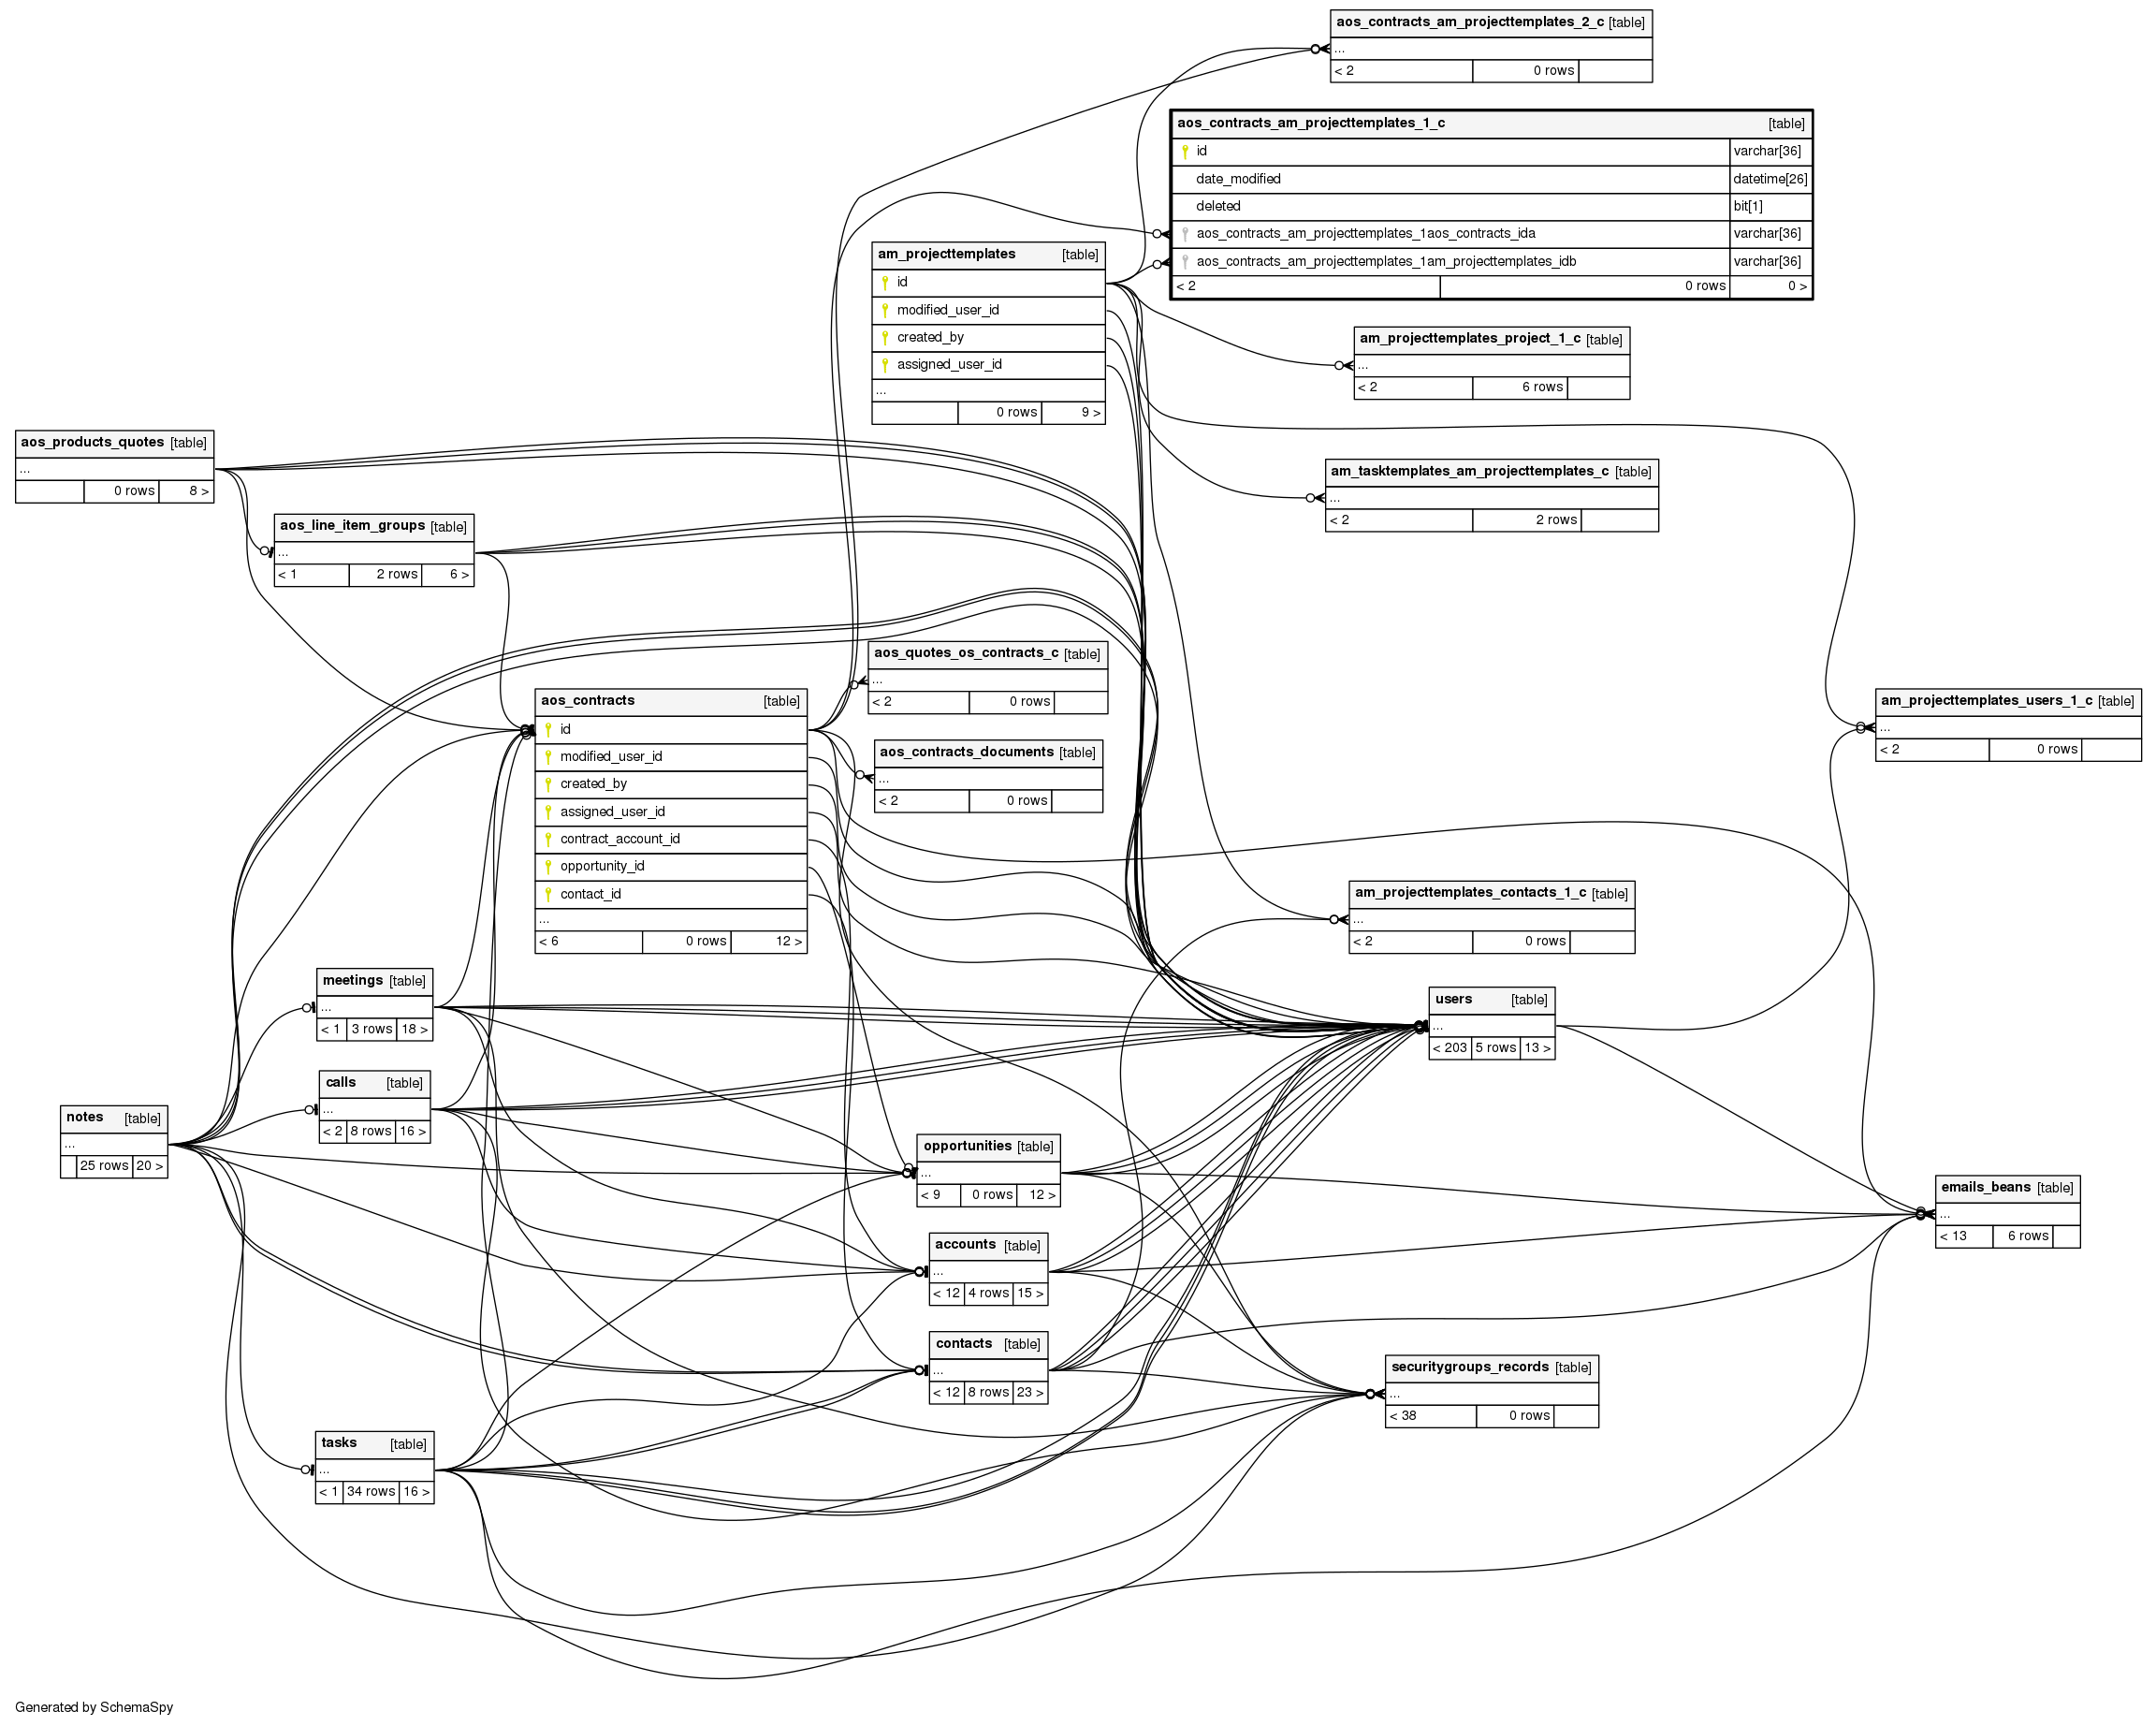 aos_contracts_am_projecttemplates_2_c [table]
...
< 2 0 rows
aos_contracts_am_projecttemplates_1_c [table]
id varchar[36]
date_modified datetime[26]
deleted bit[1]
aos_contracts_am_projecttemplates_1aos_contracts_ida varchar[36]
aos_contracts_am_projecttemplates_1am_projecttemplates_idb varchar[36]
< 2 0 rows 0 >
am_projecttemplates [table]
id
modified_user_id
created_by
assigned_user_id
...
0 rows 9 >
am_projecttemplates_project_1_c [table]
...
< 2 6 rows
aos_products_quotes [table]
...
0 rows 8 >
am_tasktemplates_am_projecttemplates_c [table]
...
< 2 2 rows
aos_line_item_groups [table]
...
< 1 2 rows 6 >
aos_quotes_os_contracts_c [table]
...
< 2 0 rows
aos_contracts [table]
id
modified_user_id
created_by
assigned_user_id
contract_account_id
opportunity_id
contact_id
...
< 6 0 rows 12 >
aos_contracts_documents [table]
...
< 2 0 rows
am_projecttemplates_users_1_c [table]
...
< 2 0 rows
am_projecttemplates_contacts_1_c [table]
...
< 2 0 rows
meetings [table]
...
< 1 3 rows 18 >
users [table]
...
< 203 5 rows 13 >
calls [table]
...
< 2 8 rows 16 >
notes [table]
...
25 rows 20 >
opportunities [table]
...
< 9 0 rows 12 >
emails_beans [table]
...
< 13 6 rows
accounts [table]
...
< 12 4 rows 15 >
contacts [table]
...
< 12 8 rows 23 >
securitygroups_records [table]
...
< 38 0 rows
tasks [table]
...
< 1 34 rows 16 >
Generated by SchemaSpy